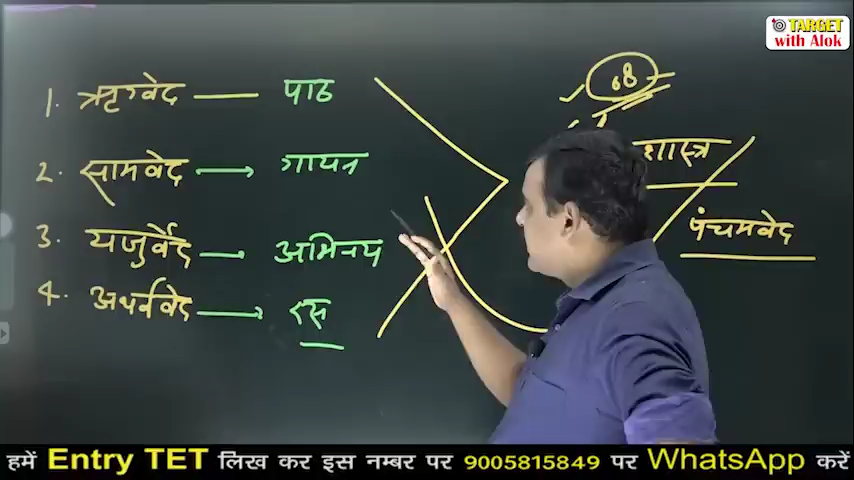 TARGET
with Alok
08
1. ऋग्वेद — पाठ
2. सामवेद → गायन
3. यजुर्वेद → अभिनय
4. अथर्ववेद → रस
शास्त्र
पंचमवेद
हमें Entry TET लिख कर इस नम्बर पर 9005815849 पर WhatsApp करें